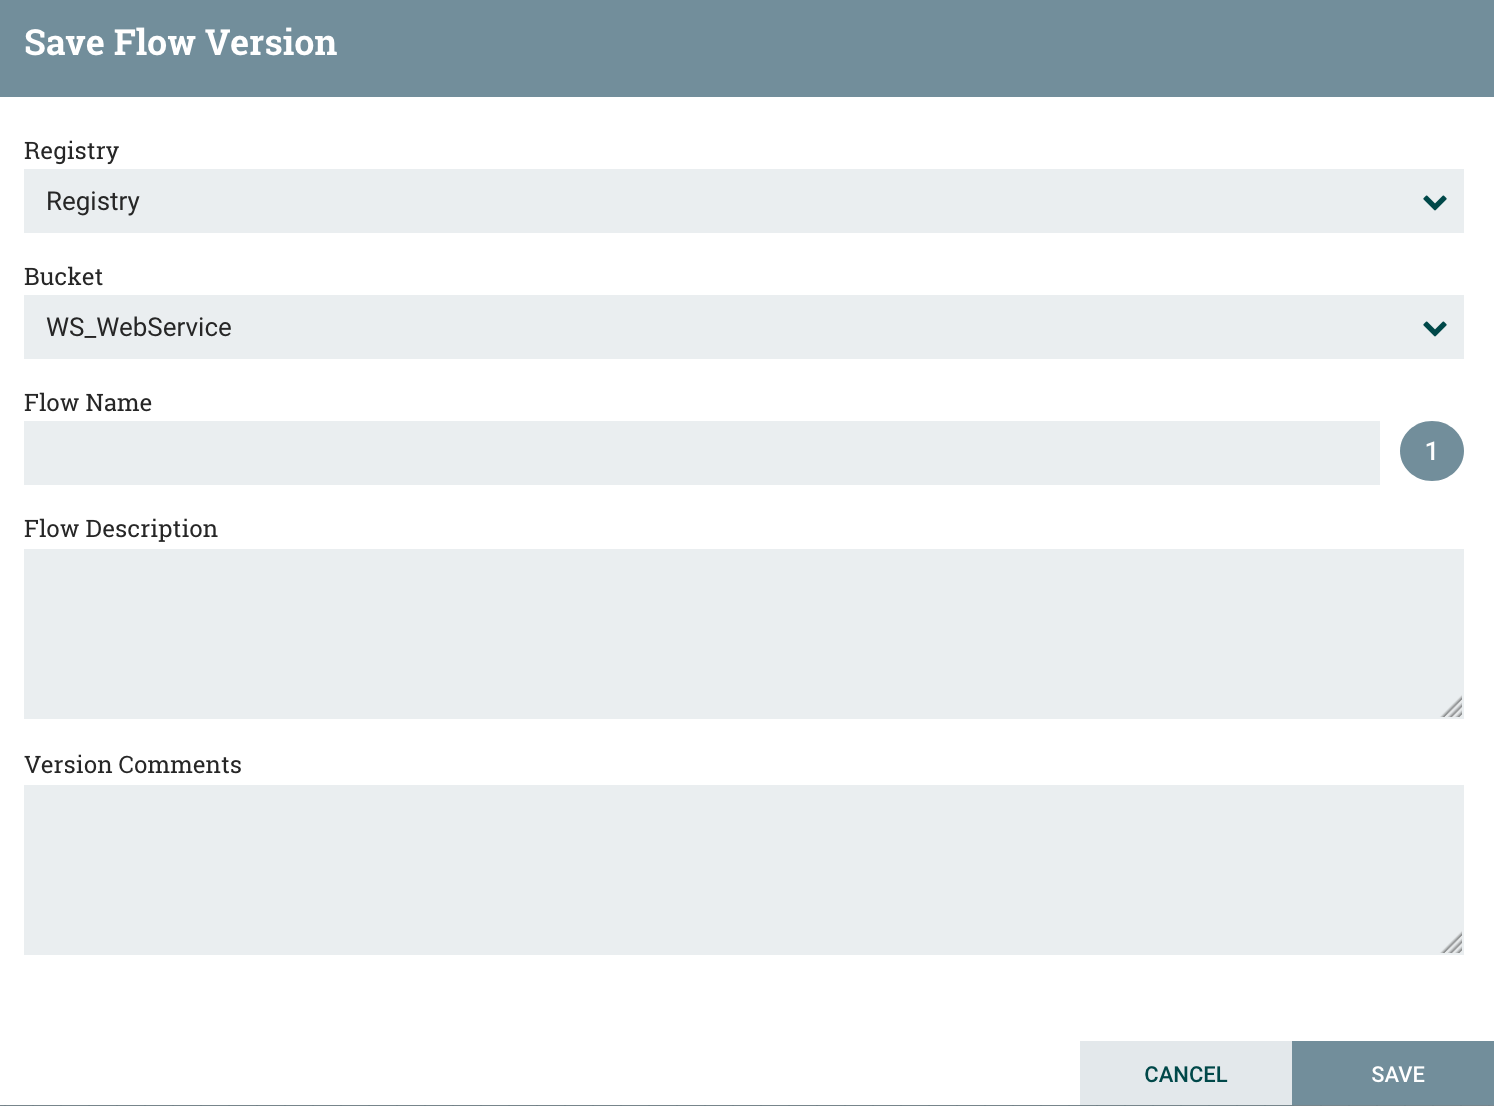 Save Flow Version
Registry
Registry
Bucket
WS_WebService
Flow Name
1
Flow Description
Version Comments
CANCEL SAVE